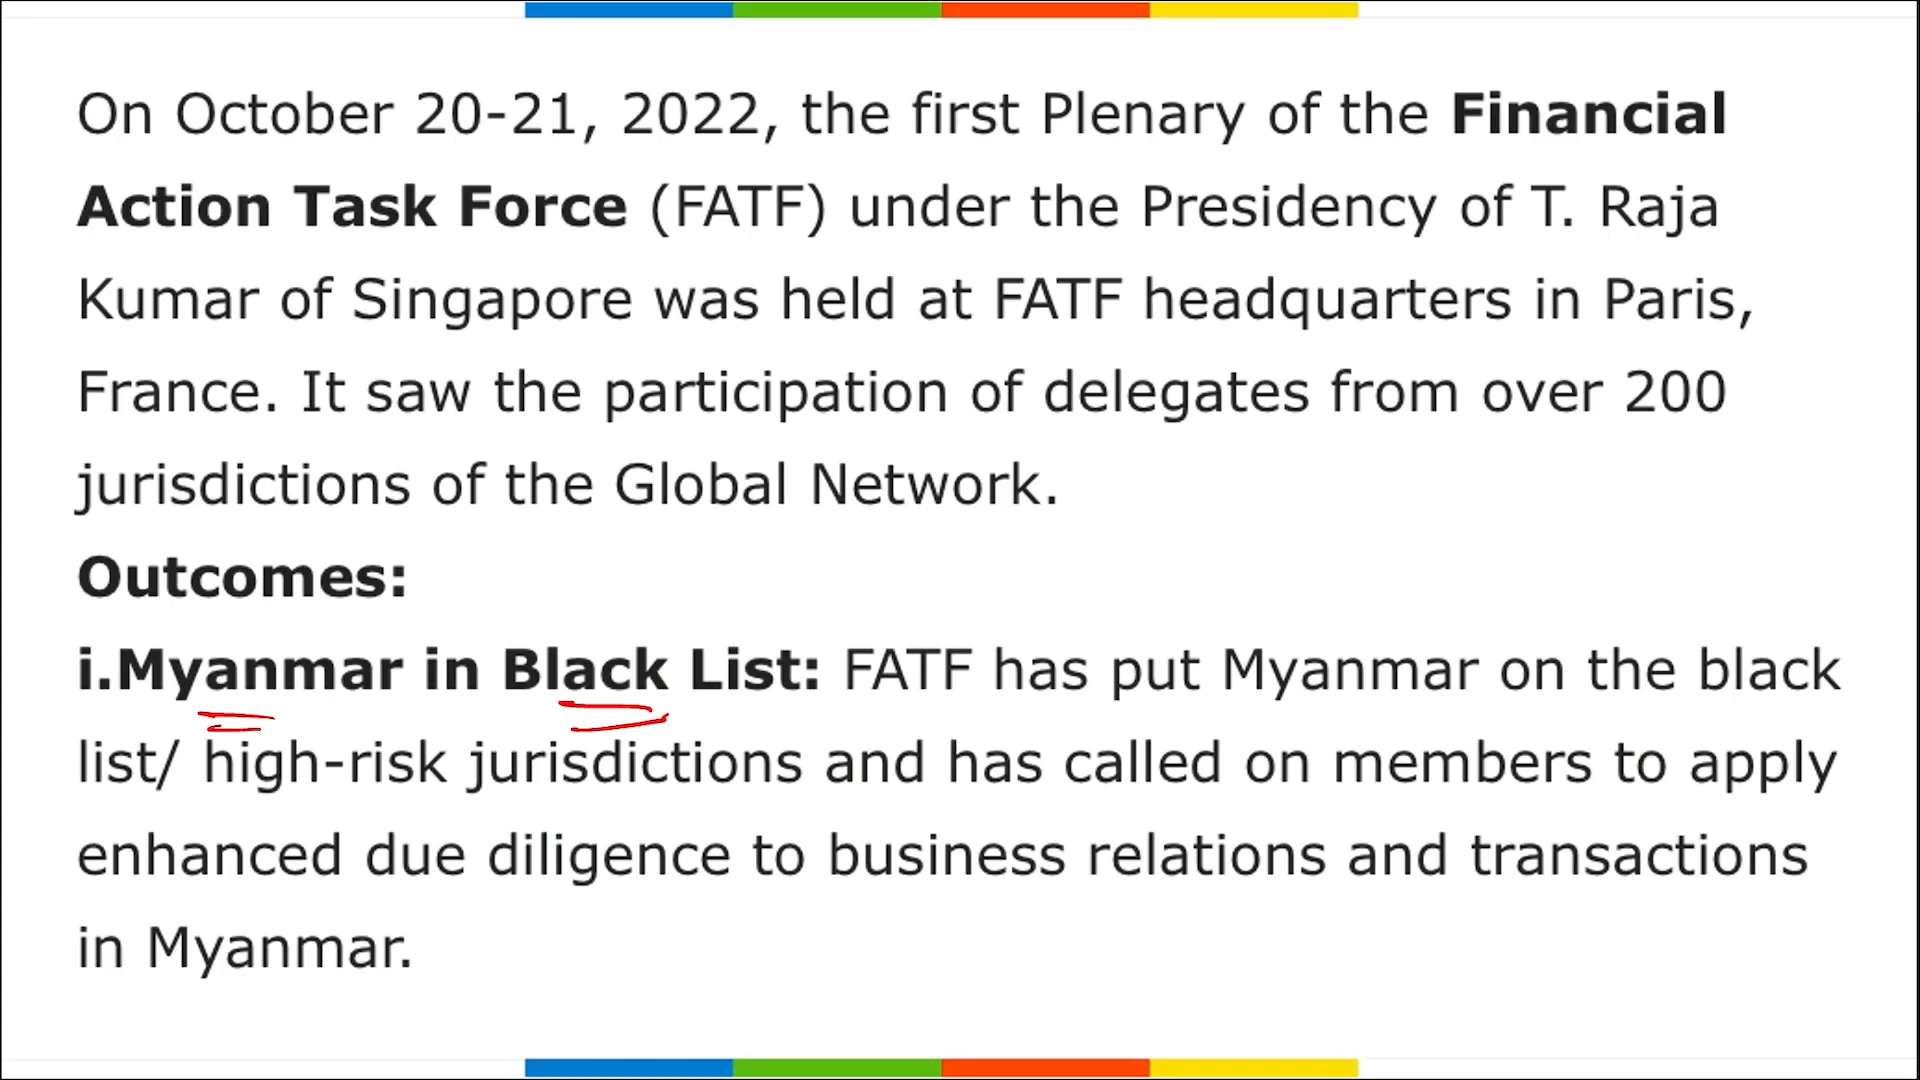 On October 20-21, 2022, the first Plenary of the Financial
Action Task Force (FATF) under the Presidency of T. Raja
Kumar of Singapore was held at FATF headquarters in Paris,
France. It saw the participation of delegates from over 200
jurisdictions of the Global Network.
Outcomes:
i.Myanmar in Black List: FATF has put Myanmar on the black
list/ high-risk jurisdictions and has called on members to apply
enhanced due diligence to business relations and transactions
in Myanmar.